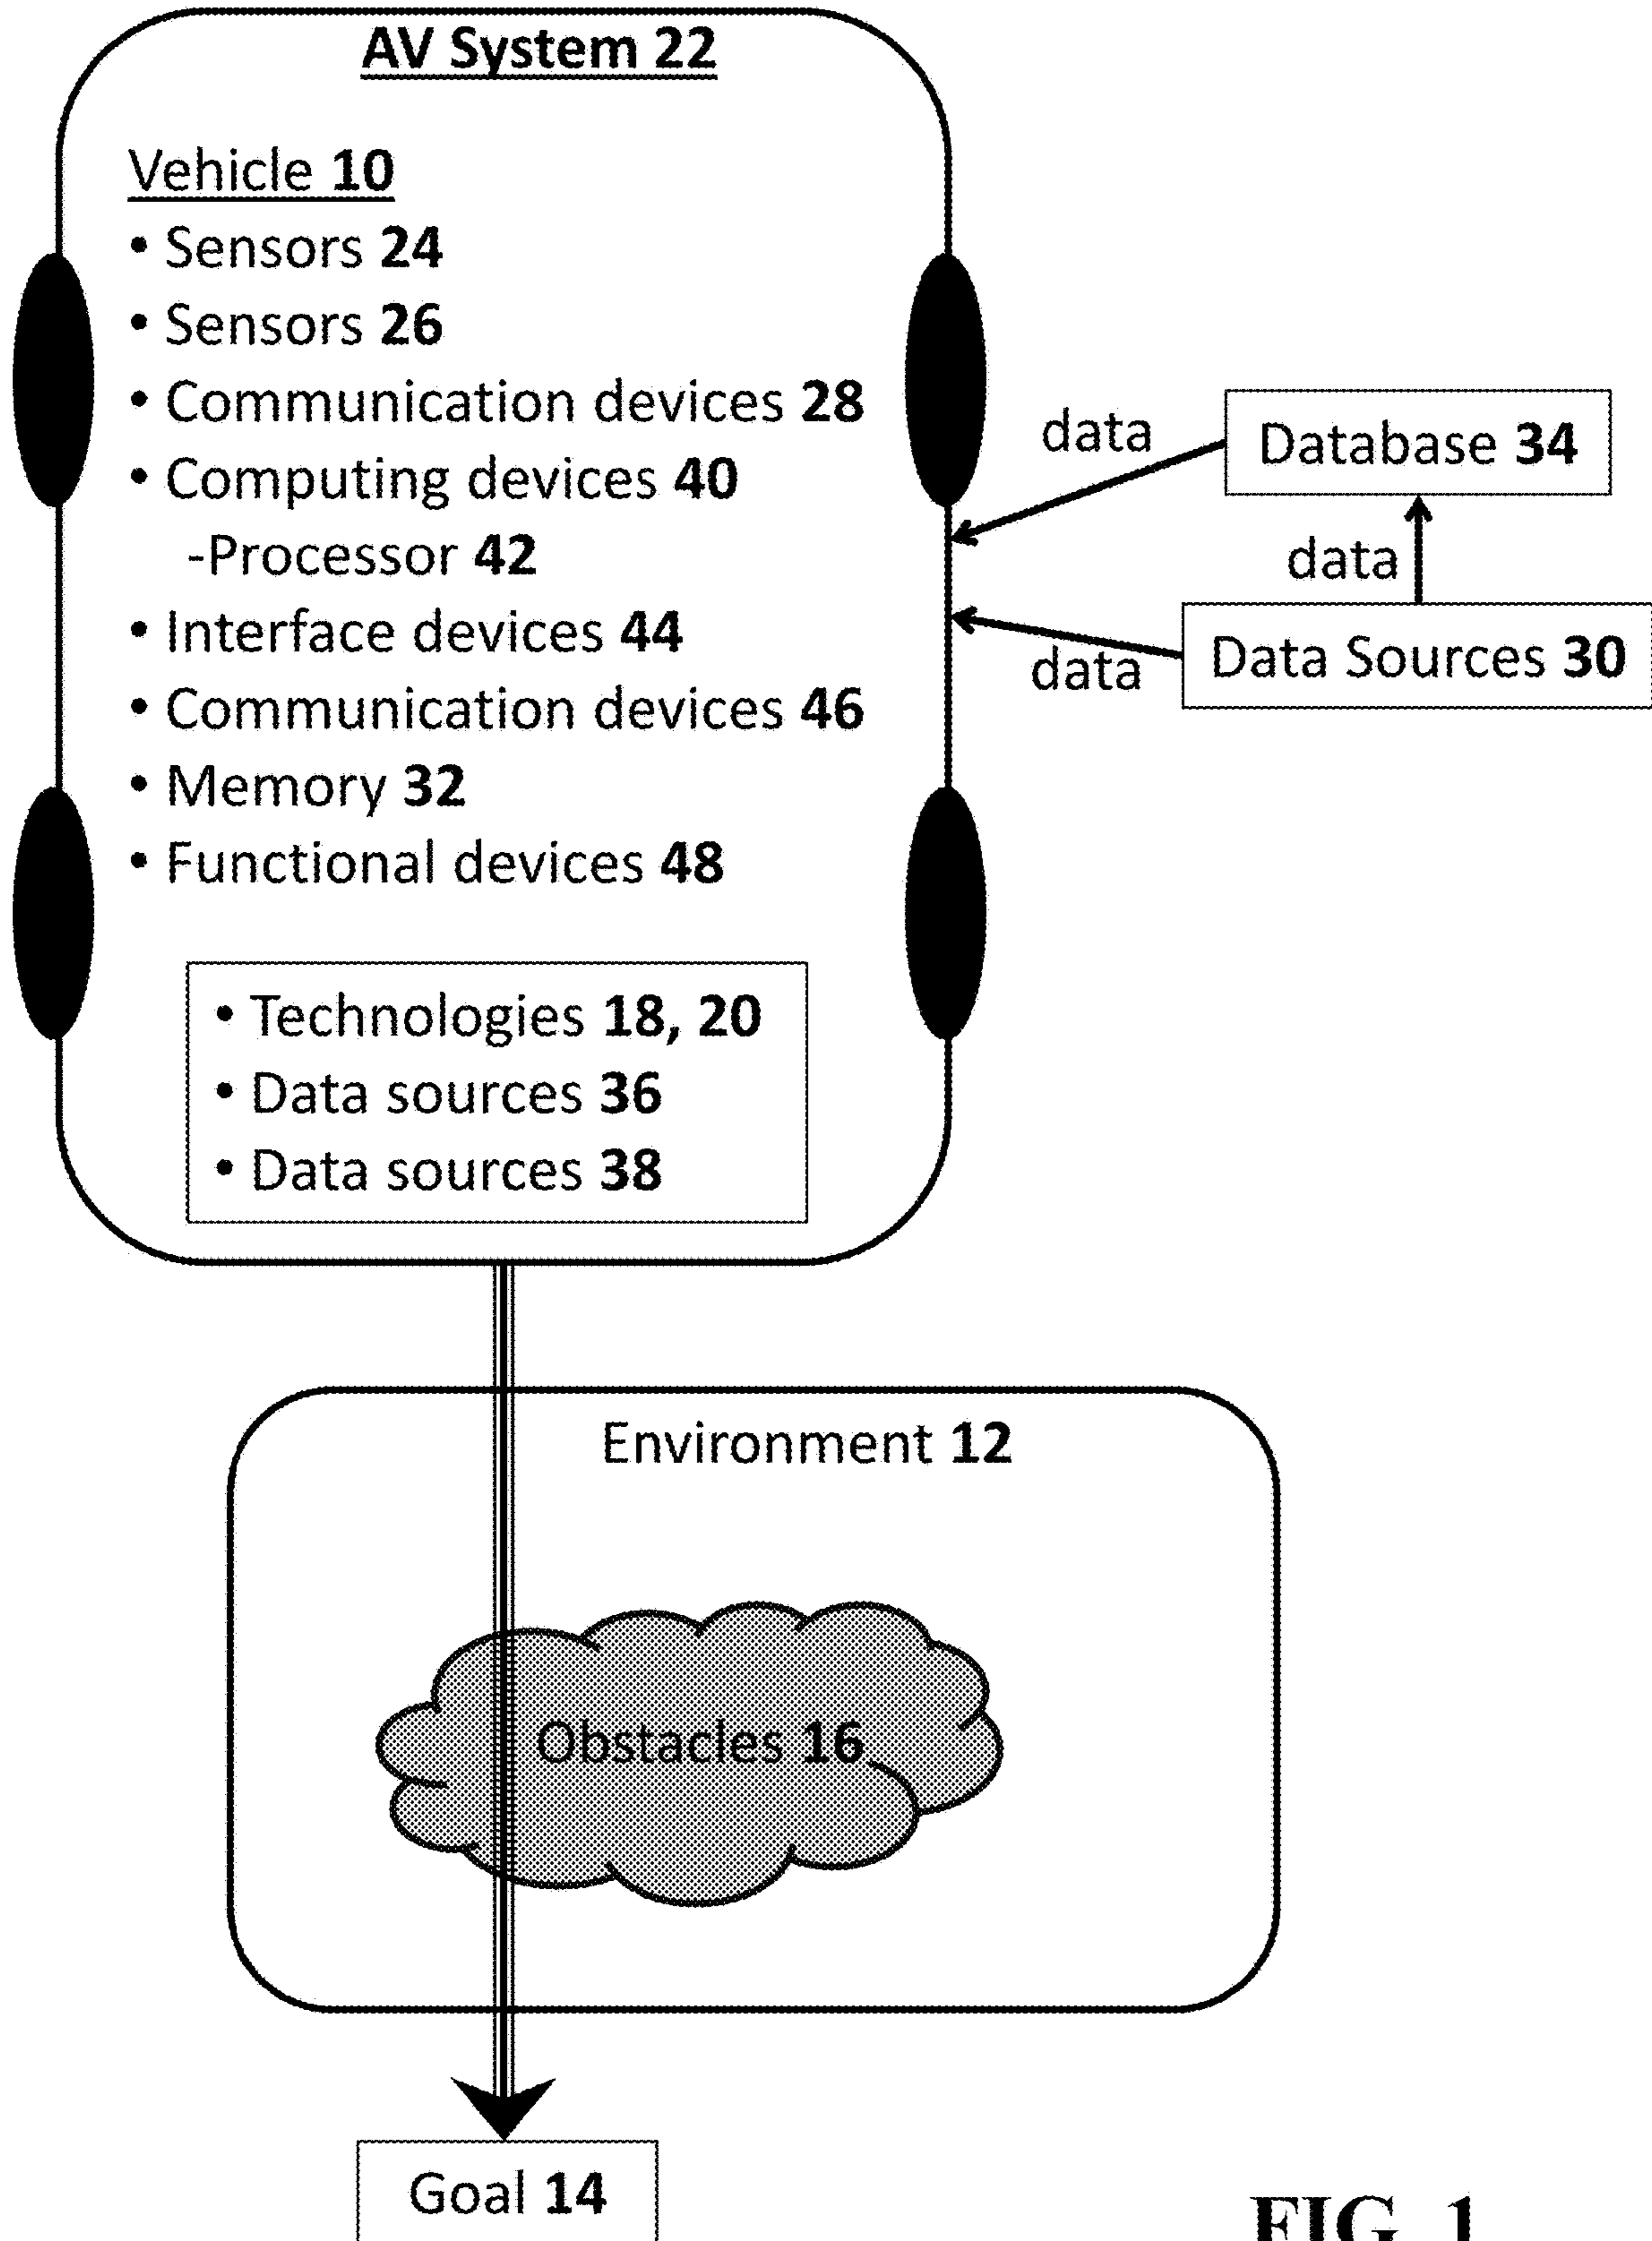 AV System 22
Vehicle 10
• Sensors 24
• Sensors 26
• Communication devices 28
• Computing devices 40
-Processor 42
• Interface devices 44
• Communication devices 46
• Memory 32
• Functional devices 48
• Technologies 18, 20
• Data sources 36
• Data sources 38
data
Database 34
data
data
Data Sources 30
Environment 12
Obstacles 16
Goal 14
FIG. 1